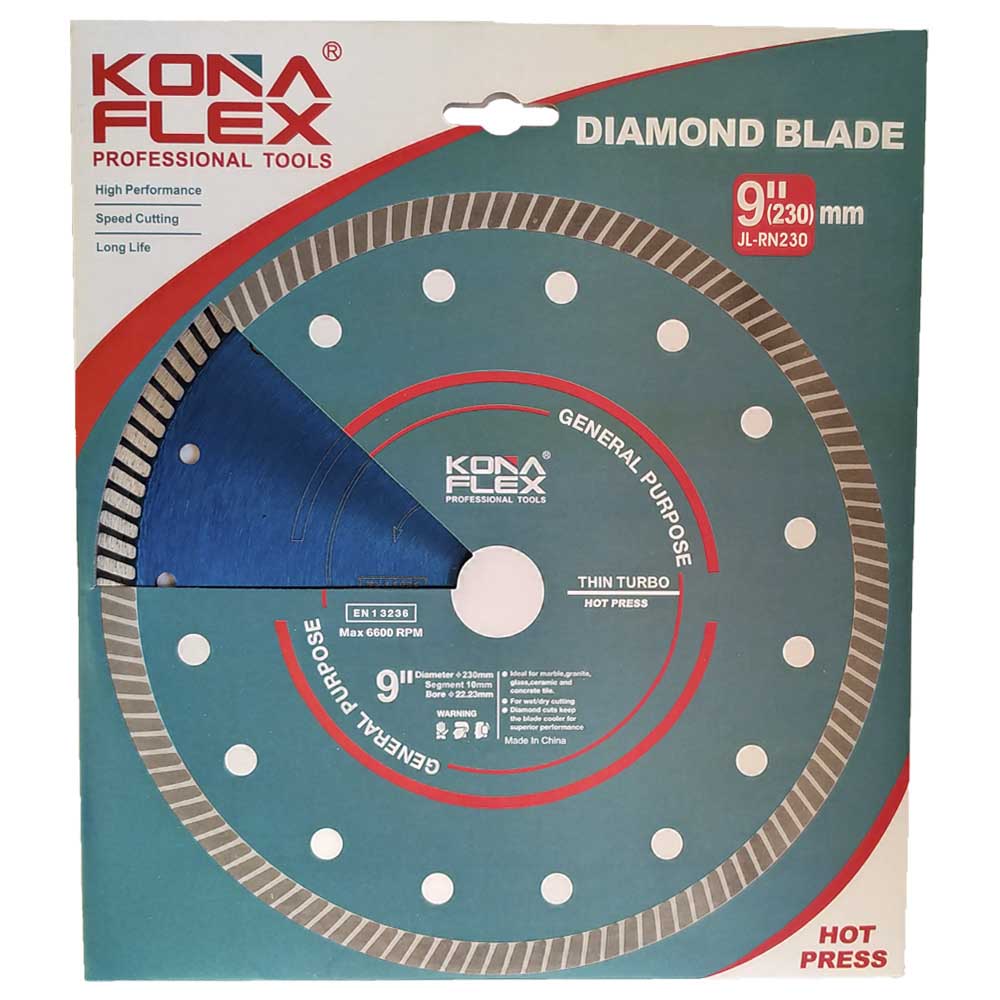 KONA FLEX ®
PROFESSIONAL TOOLS
High Performance
Speed Cutting
Long Life
DIAMOND BLADE
9"(230) mm
JL-RN230
GENERAL PURPOSE
KONA FLEX ®
PROFESSIONAL TOOLS
THIN TURBO
HOT PRESS
EN13236
Max 6600 RPM
9"
Diameter ⌀230mm
Segment 10mm
Bore ⌀22.23mm
WARNING
Ideal for marble,granite,
glass,ceramic and
concrete tile.
For wet/dry cutting
Diamond cuts keep
the blade cooler for
superior performance
Made In China
GENERAL PURPOSE
HOT
PRESS